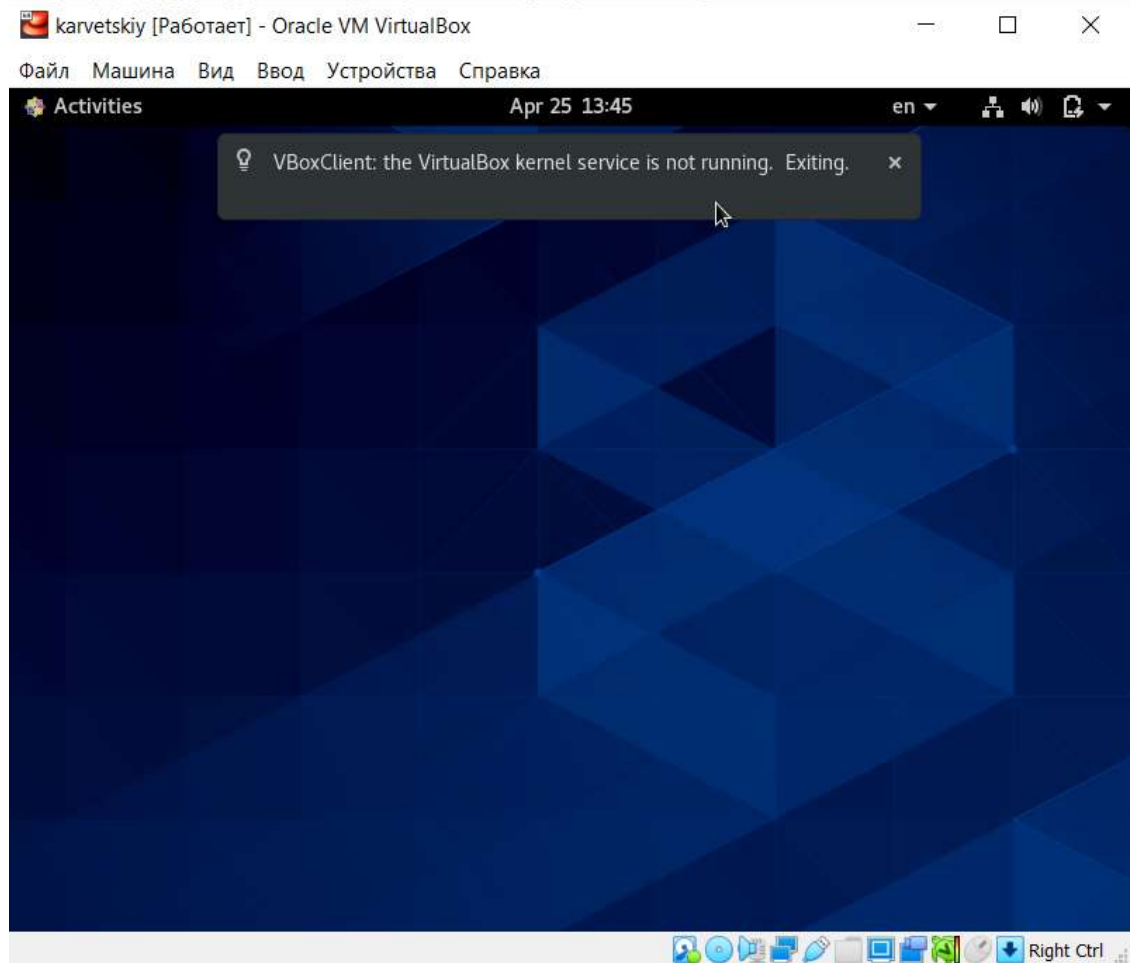 karvetskiy [Работает] - Oracle VM VirtualBox
Файл Машина Вид Ввод Устройства Справка
Activities Apr 25 13:45 en
VBoxClient: the VirtualBox kernel service is not running. Exiting.
Right Ctrl